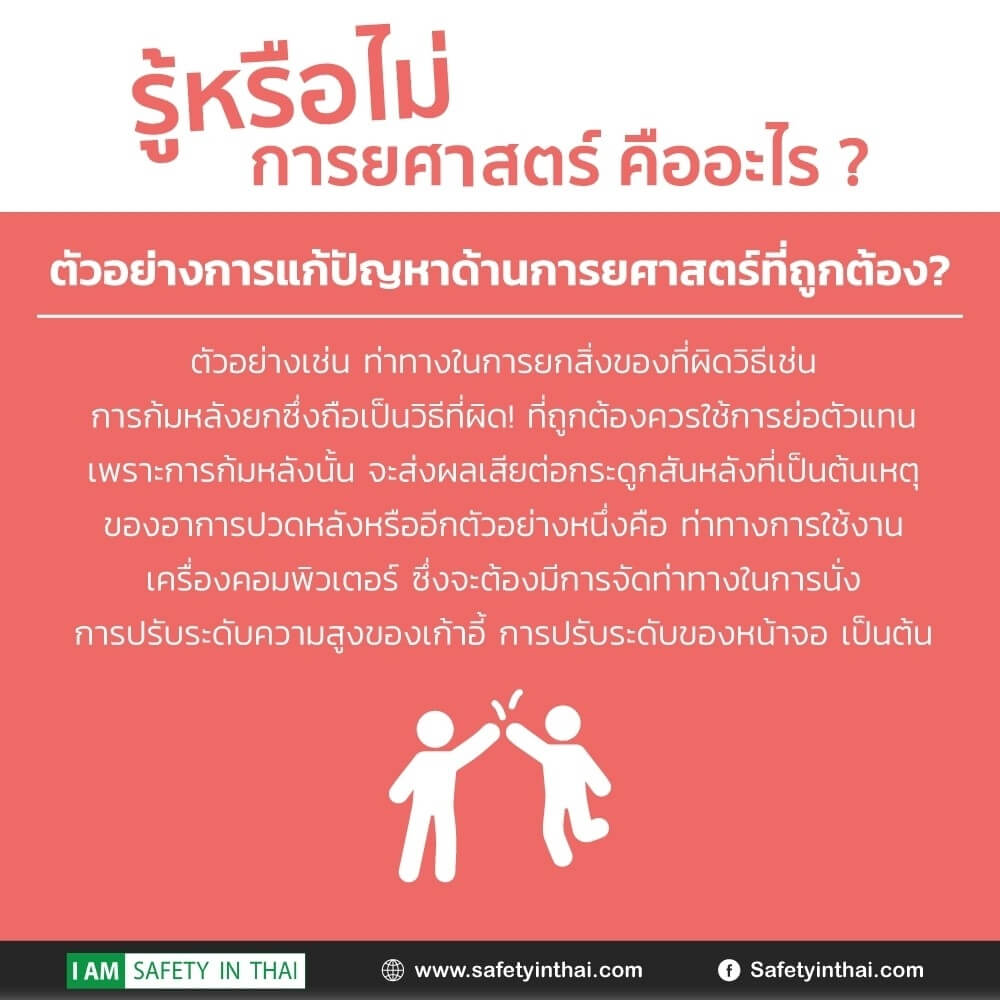 รู้หรือไม่
การยศาสตร์ คืออะไร ?
ตัวอย่างการแก้ปัญหาด้านการยศาสตร์ที่ถูกต้อง?
ตัวอย่างเช่น ท่าทางในการยกสิ่งของที่ผิดวิธีเช่น
การก้มหลังยกซึ่งถือเป็นวิธีที่ผิด! ที่ถูกต้องควรใช้การย่อตัวแทน
เพราะการก้มหลังนั้น จะส่งผลเสียต่อกระดูกสันหลังที่เป็นต้นเหตุ
ของอาการปวดหลังหรืออีกตัวอย่างหนึ่งคือ ท่าทางการใช้งาน
เครื่องคอมพิวเตอร์ ซึ่งจะต้องมีการจัดท่าทางในการนั่ง
การปรับระดับความสูงของเก้าอี้ การปรับระดับของหน้าจอ เป็นต้น
I AM SAFETY IN THAI www.safetyinthai.com Safetyinthai.com